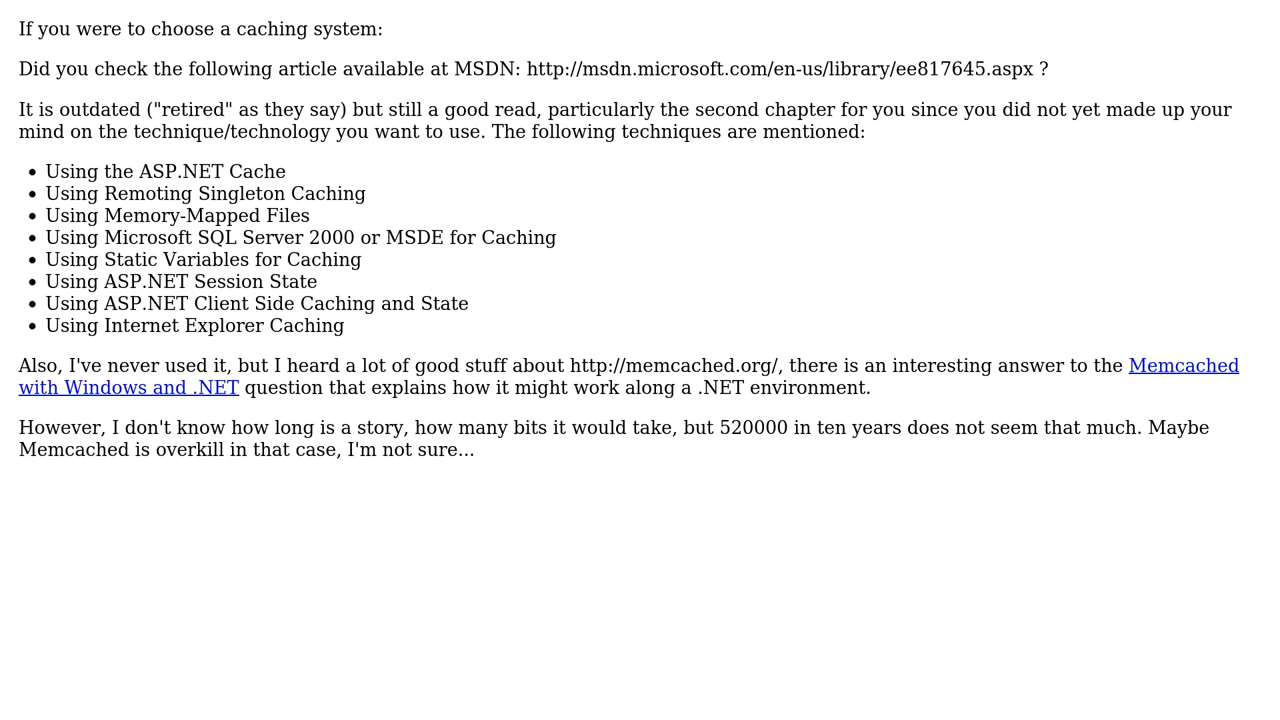 If you were to choose a caching system:
Did you check the following article available at MSDN: http://msdn.microsoft.com/en-us/library/ee817645.aspx ?
It is outdated ("retired" as they say) but still a good read, particularly the second chapter for you since you did not yet made up your
mind on the technique/technology you want to use. The following techniques are mentioned:
• Using the ASP.NET Cache
• Using Remoting Singleton Caching
• Using Memory-Mapped Files
• Using Microsoft SQL Server 2000 or MSDE for Caching
• Using Static Variables for Caching
• Using ASP.NET Session State
• Using ASP.NET Client Side Caching and State
• Using Internet Explorer Caching
Also, I've never used it, but I heard a lot of good stuff about http://memcached.org/, there is an interesting answer to the Memcached
with Windows and .NET question that explains how it might work along a .NET environment.
However, I don't know how long is a story, how many bits it would take, but 520000 in ten years does not seem that much. Maybe
Memcached is overkill in that case, I'm not sure...